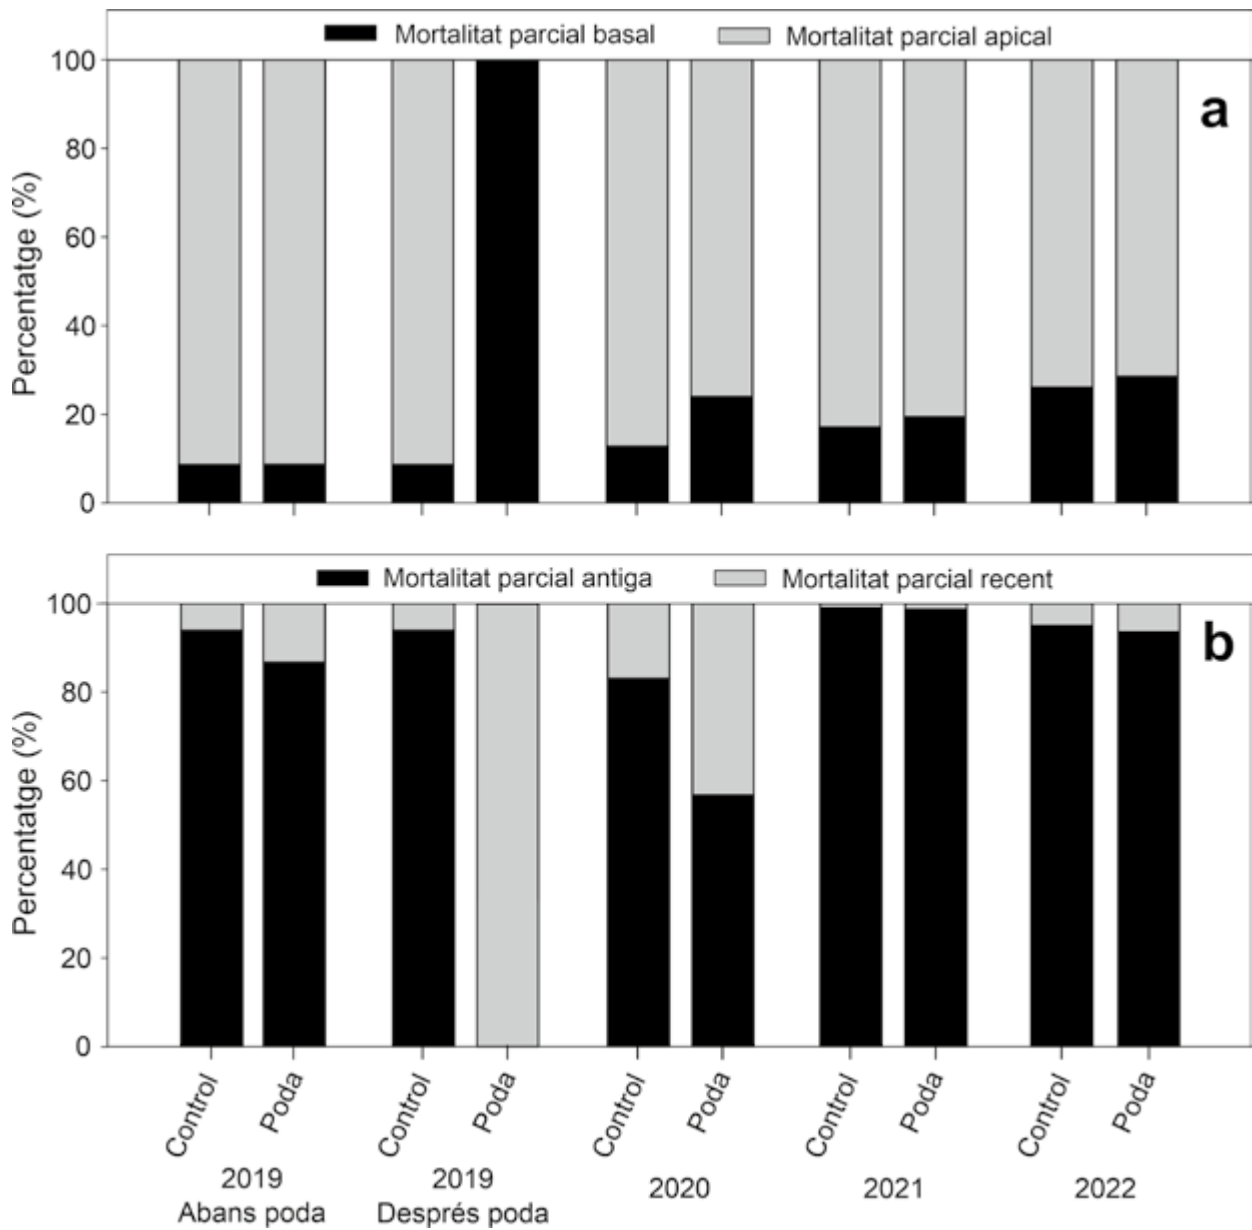 Mortalitat parcial basal Mortalitat parcial apical
a
100
80
60
40
20
0
Percentatge (%)
Mortalitat parcial antiga Mortalitat parcial recent
b
100
80
60
40
20
0
Percentatge (%)
Control Poda Control Poda Control Poda Control Poda Control Poda
2019 2019 2020 2021 2022
Abans poda Després poda